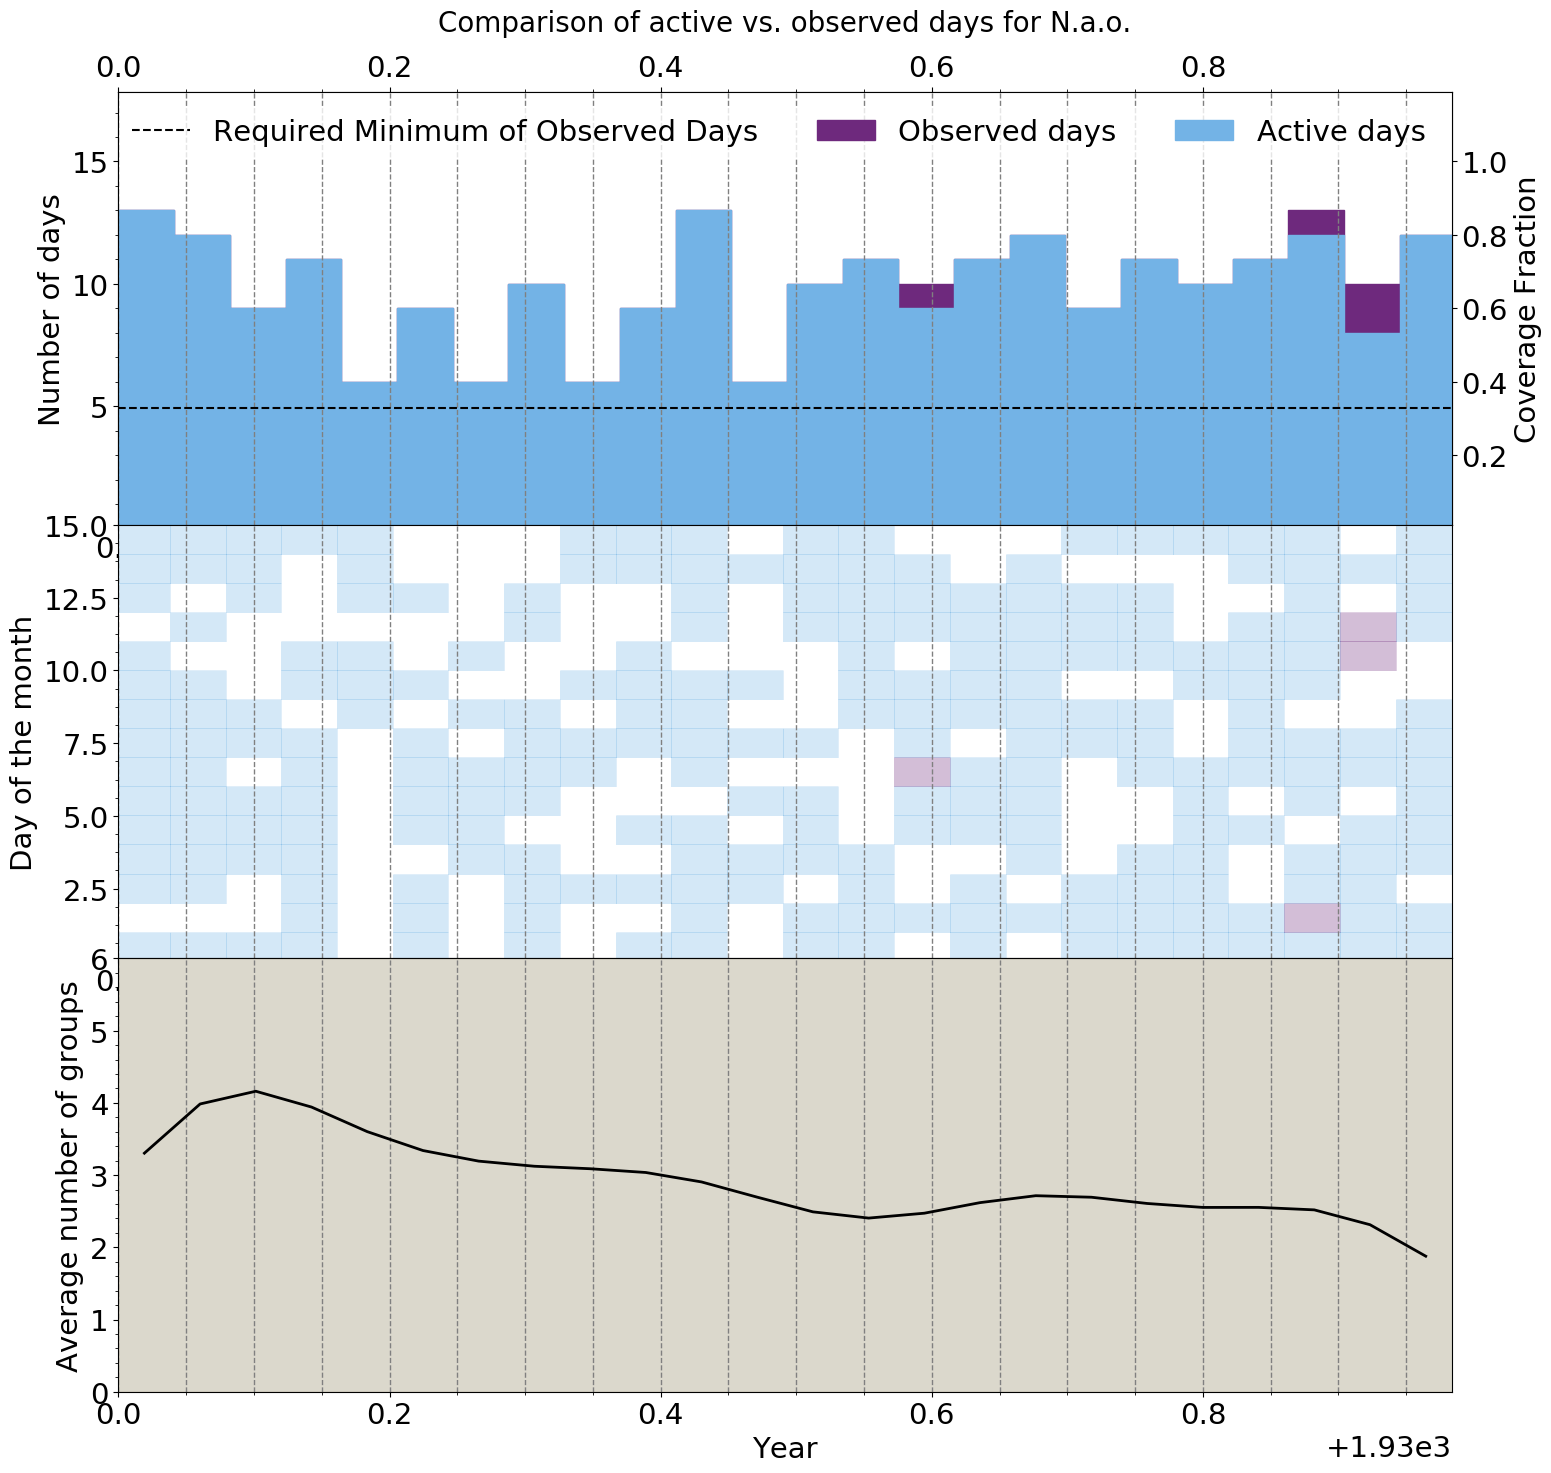 Comparison of active vs. observed days for N.a.o.
0.0 0.2 0.4 0.6 0.8
Required Minimum of Observed Days Observed days Active days
Number of days
15
10
5
Coverage Fraction
1.0
0.8
0.6
0.4
0.2
Day of the month
15.0
0.
12.5
10.0
7.5
5.0
2.5
Average number of groups
6
0.
5
4
3
2
1
0
0.0 0.2 0.4 0.6 0.8
Year
+1.93e3